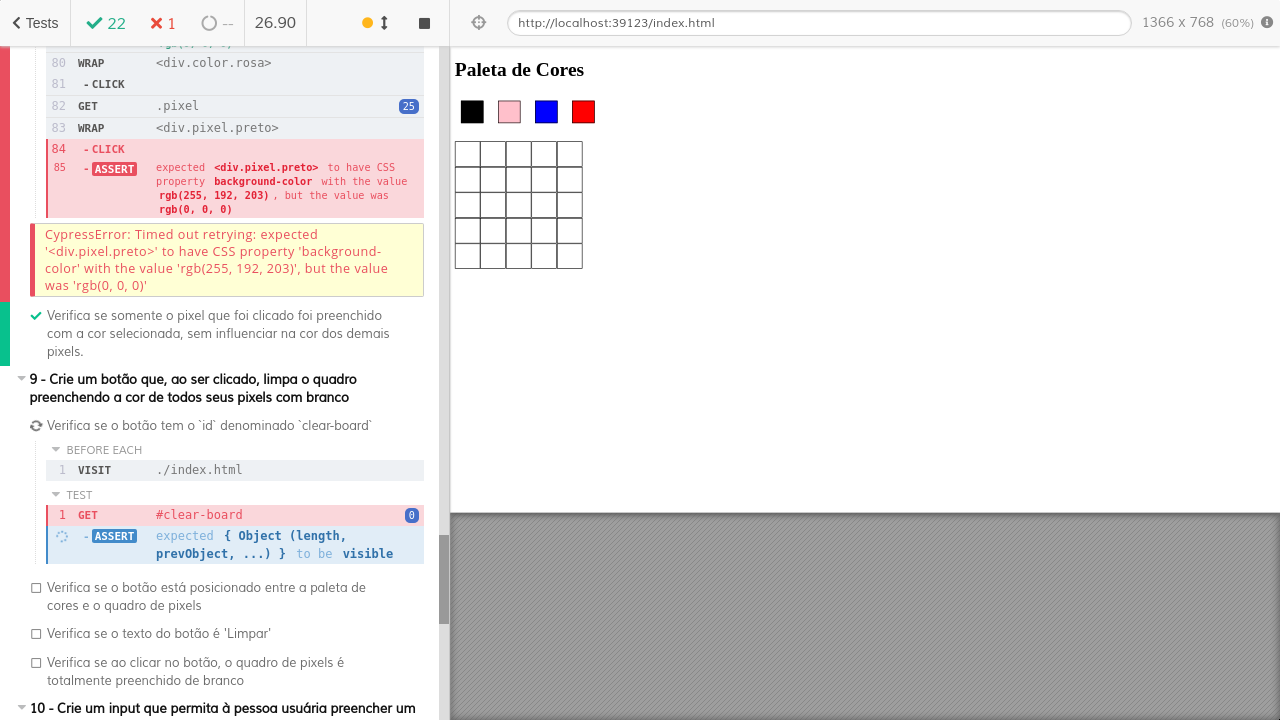 Tests 22 1 -- 26.90 http://localhost:39123/index.html 1366 x 768 (60%)
80 WRAP <div.color.rosa>
81 - CLICK
82 GET .pixel 25
83 WRAP <div.pixel.preto>
84 - CLICK
85 - ASSERT expected <div.pixel.preto> to have CSS
property background-color with the value
rgb(255, 192, 203) , but the value was
rgb(0, 0, 0)
CypressError: Timed out retrying: expected
'<div.pixel.preto>' to have CSS property 'background-
color' with the value 'rgb(255, 192, 203)', but the value
was 'rgb(0, 0, 0)'
Verifica se somente o pixel que foi clicado foi preenchido
com a cor selecionada, sem influenciar na cor dos demais
pixels.
9 - Crie um botão que, ao ser clicado, limpa o quadro
preenchendo a cor de todos seus pixels com branco
Verifica se o botão tem o `id` denominado `clear-board`
BEFORE EACH
1 VISIT ./index.html
TEST
1 GET #clear-board 0
- ASSERT expected { Object (length,
prevObject, ...) } to be visible
Verifica se o botão está posicionado entre a paleta de
cores e o quadro de pixels
Verifica se o texto do botão é 'Limpar'
Verifica se ao clicar no botão, o quadro de pixels é
totalmente preenchido de branco
10 - Crie um input que permita à pessoa usuária preencher um
Paleta de Cores